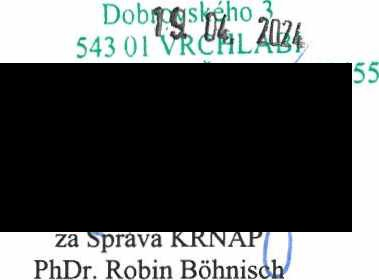 Dobrovského 3
19. 04. 2024
543 01 VRCHLABÍ
55
za Správa KRNAP
PhDr. Robin Böhnisch